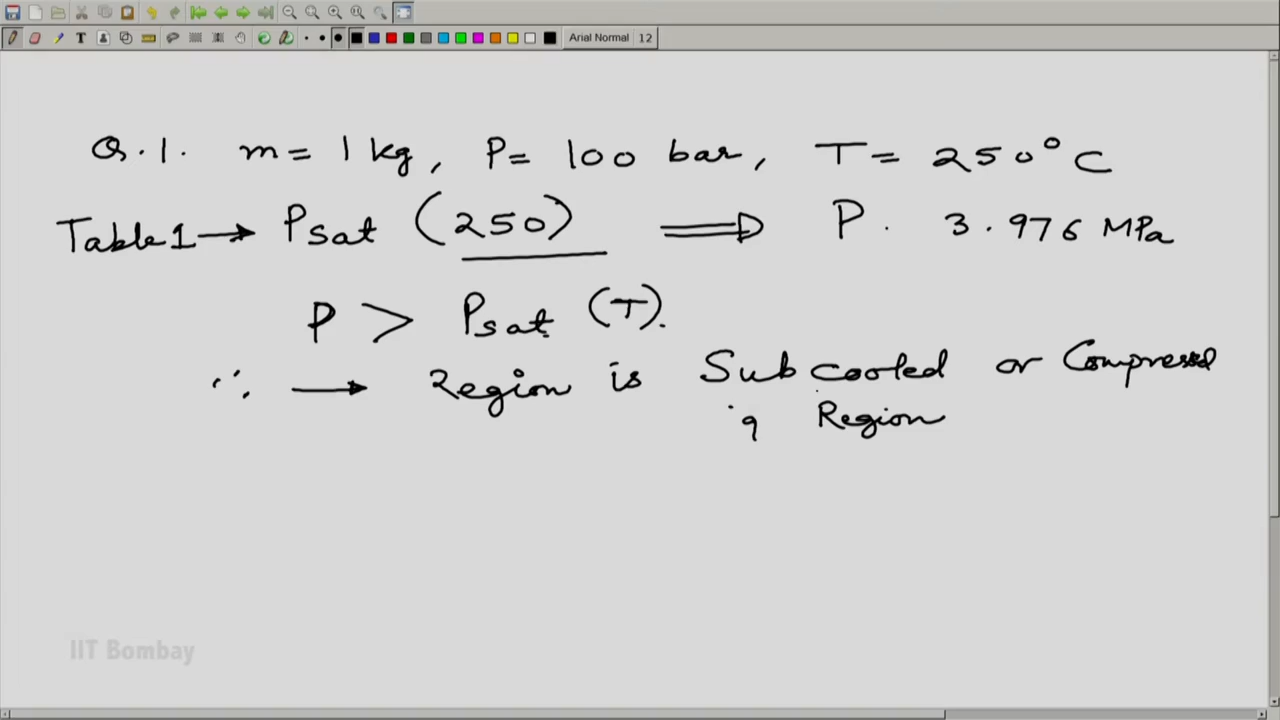 Arial Normal 12
Q.1. m = 1 kg, P = 100 bar, T = 250°C
Table 1 → Psat (250) ⇒ P. 3.976 MPa
P > Psat (T).
∴ → Region is Subcooled or Compressed
Region
IIT Bombay